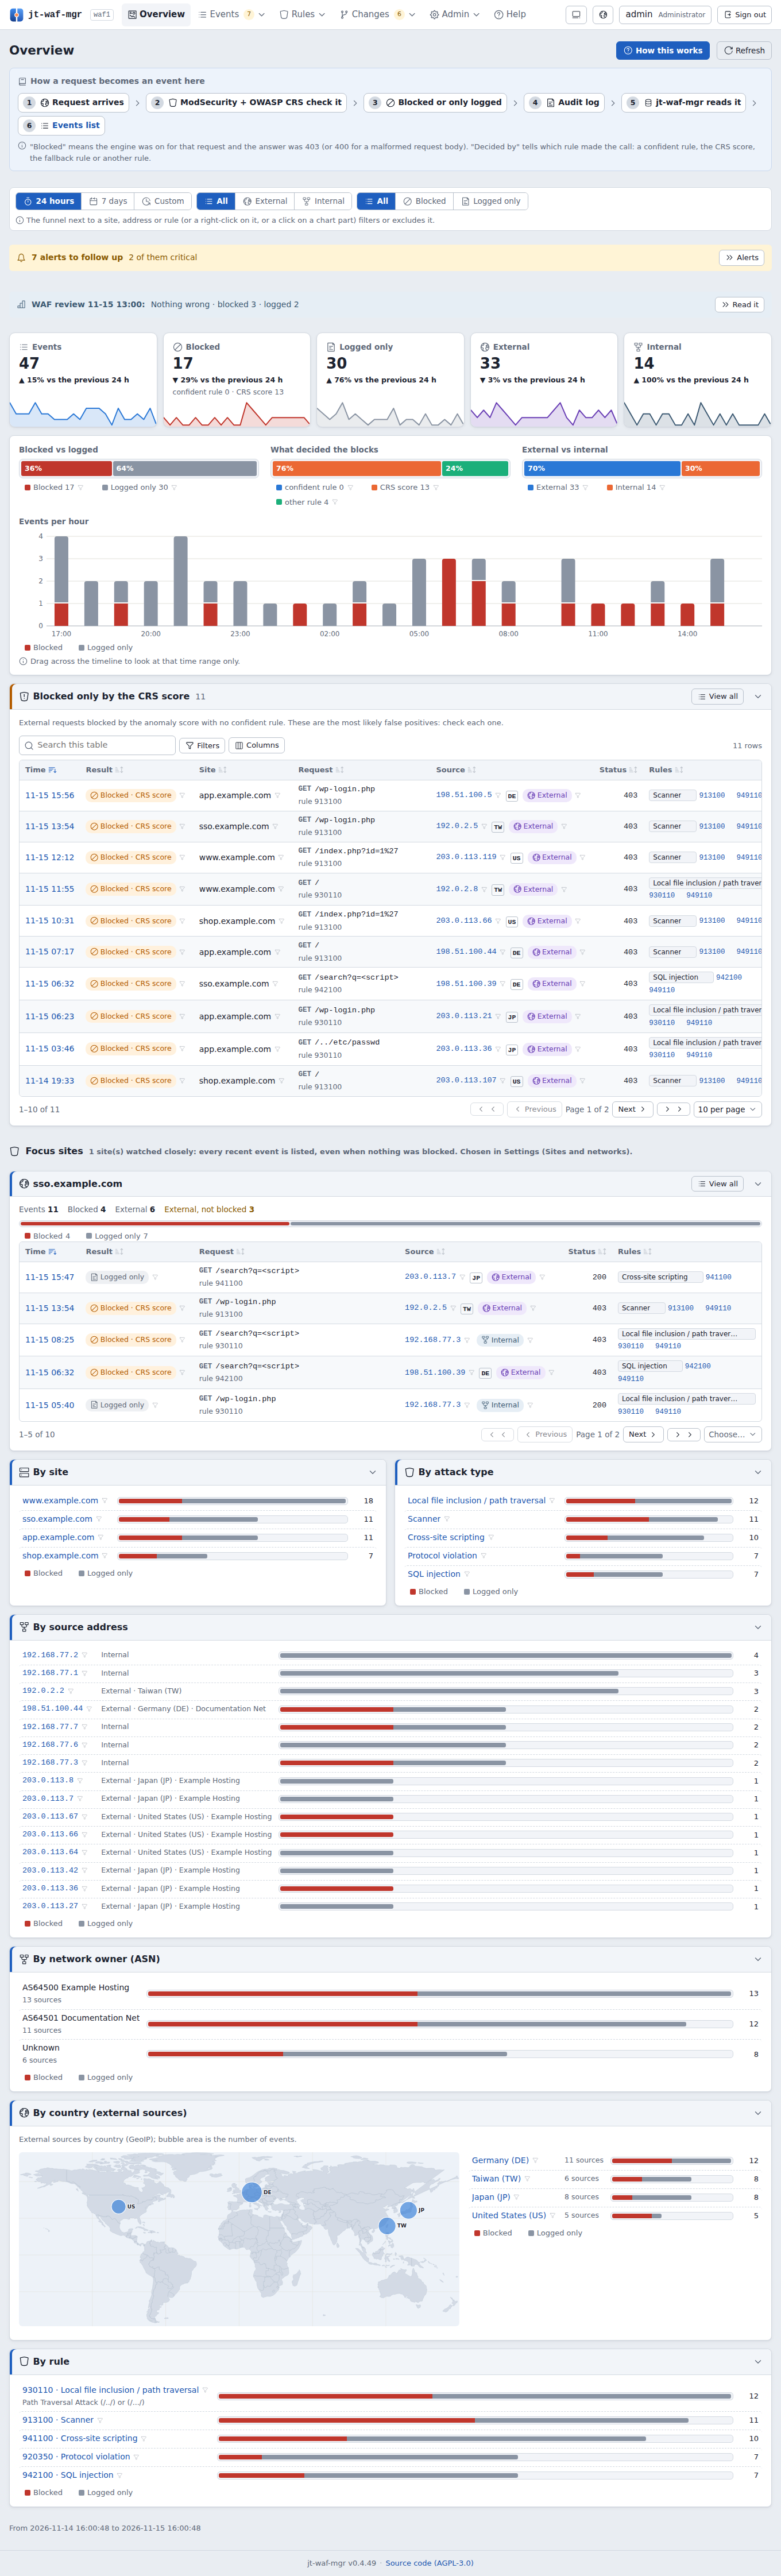 jt-waf-mgr waf1 Overview Events 7 Rules Changes 6 Admin Help admin Administrator Sign out
Overview How this works Refresh
How a request becomes an event here
1 Request arrives 2 ModSecurity + OWASP CRS check it 3 Blocked or only logged 4 Audit log 5 jt-waf-mgr reads it
6 Events list
"Blocked" means the engine was on for that request and the answer was 403 (or 400 for a malformed request body). "Decided by" tells which rule made the call: a confident rule, the CRS score,
the fallback rule or another rule.
24 hours 7 days Custom All External Internal All Blocked Logged only
The funnel next to a site, address or rule (or a right-click on it, or a click on a chart part) filters or excludes it.
7 alerts to follow up 2 of them critical Alerts
WAF review 11-15 13:00: Nothing wrong · blocked 3 · logged 2 Read it
Events Blocked Logged only External Internal
47 17 30 33 14
▲ 15% vs the previous 24 h ▼ 29% vs the previous 24 h ▲ 76% vs the previous 24 h ▼ 3% vs the previous 24 h ▲ 100% vs the previous 24 h
confident rule 0 · CRS score 13
Blocked vs logged What decided the blocks External vs internal
36% 64% 76% 24% 70% 30%
Blocked 17 Logged only 30 confident rule 0 CRS score 13 External 33 Internal 14
other rule 4
Events per hour
4
3
2
1
0
17:00 20:00 23:00 02:00 05:00 08:00 11:00 14:00
Blocked Logged only
Drag across the timeline to look at that time range only.
Blocked only by the CRS score 11 View all
External requests blocked by the anomaly score with no confident rule. These are the most likely false positives: check each one.
Search this table Filters Columns 11 rows
Time Result Site Request Source Status Rules
11-15 15:56 Blocked · CRS score app.example.com GET /wp-login.php rule 913100 198.51.100.5 DE External 403 Scanner 913100 949110
11-15 13:54 Blocked · CRS score sso.example.com GET /wp-login.php rule 913100 192.0.2.5 TW External 403 Scanner 913100 949110
11-15 12:12 Blocked · CRS score www.example.com GET /index.php?id=1%27 rule 913100 203.0.113.119 US External 403 Scanner 913100 949110
11-15 11:55 Blocked · CRS score www.example.com GET / rule 930110 192.0.2.8 TW External 403 Local file inclusion / path traver 930110 949110
11-15 10:31 Blocked · CRS score shop.example.com GET /index.php?id=1%27 rule 913100 203.0.113.66 US External 403 Scanner 913100 949110
11-15 07:17 Blocked · CRS score app.example.com GET / rule 913100 198.51.100.44 DE External 403 Scanner 913100 949110
11-15 06:32 Blocked · CRS score sso.example.com GET /search?q=<script> rule 942100 198.51.100.39 DE External 403 SQL injection 942100 949110
11-15 06:23 Blocked · CRS score app.example.com GET /wp-login.php rule 930110 203.0.113.21 JP External 403 Local file inclusion / path traver 930110 949110
11-15 03:46 Blocked · CRS score app.example.com GET /../etc/passwd rule 930110 203.0.113.36 JP External 403 Local file inclusion / path traver 930110 949110
11-14 19:33 Blocked · CRS score shop.example.com GET / rule 913100 203.0.113.107 US External 403 Scanner 913100 949110
1–10 of 11 Previous Page 1 of 2 Next 10 per page
Focus sites 1 site(s) watched closely: every recent event is listed, even when nothing was blocked. Chosen in Settings (Sites and networks).
sso.example.com View all
Events 11 Blocked 4 External 6 External, not blocked 3
Blocked 4 Logged only 7
Time Result Request Source Status Rules
11-15 15:47 Logged only GET /search?q=<script> rule 941100 203.0.113.7 JP External 200 Cross-site scripting 941100
11-15 13:54 Blocked · CRS score GET /wp-login.php rule 913100 192.0.2.5 TW External 403 Scanner 913100 949110
11-15 08:25 Blocked · CRS score GET /search?q=<script> rule 930110 192.168.77.3 Internal 403 Local file inclusion / path traver... 930110 949110
11-15 06:32 Blocked · CRS score GET /search?q=<script> rule 942100 198.51.100.39 DE External 403 SQL injection 942100 949110
11-15 05:40 Logged only GET /wp-login.php rule 930110 192.168.77.3 Internal 200 Local file inclusion / path traver... 930110 949110
1–5 of 10 Previous Page 1 of 2 Next Choose...
By site
www.example.com 18
sso.example.com 11
app.example.com 11
shop.example.com 7
Blocked Logged only
By attack type
Local file inclusion / path traversal 12
Scanner 11
Cross-site scripting 10
Protocol violation 7
SQL injection 7
Blocked Logged only
By source address
192.168.77.2 Internal 4
192.168.77.1 Internal 3
192.0.2.2 External · Taiwan (TW) 3
198.51.100.44 External · Germany (DE) · Documentation Net 2
192.168.77.7 Internal 2
192.168.77.6 Internal 2
192.168.77.3 Internal 2
203.0.113.8 External · Japan (JP) · Example Hosting 1
203.0.113.7 External · Japan (JP) · Example Hosting 1
203.0.113.67 External · United States (US) · Example Hosting 1
203.0.113.66 External · United States (US) · Example Hosting 1
203.0.113.64 External · United States (US) · Example Hosting 1
203.0.113.42 External · Japan (JP) · Example Hosting 1
203.0.113.36 External · Japan (JP) · Example Hosting 1
203.0.113.27 External · Japan (JP) · Example Hosting 1
Blocked Logged only
By network owner (ASN)
AS64500 Example Hosting
13 sources 13
AS64501 Documentation Net
11 sources 12
Unknown
6 sources 8
Blocked Logged only
By country (external sources)
External sources by country (GeoIP); bubble area is the number of events.
US DE JP TW
Germany (DE) 11 sources 12
Taiwan (TW) 6 sources 8
Japan (JP) 8 sources 8
United States (US) 5 sources 5
Blocked Logged only
By rule
930110 · Local file inclusion / path traversal
Path Traversal Attack (/../) or (/.../) 12
913100 · Scanner 11
941100 · Cross-site scripting 10
920350 · Protocol violation 7
942100 · SQL injection 7
Blocked Logged only
From 2026-11-14 16:00:48 to 2026-11-15 16:00:48
jt-waf-mgr v0.4.49 · Source code (AGPL-3.0)